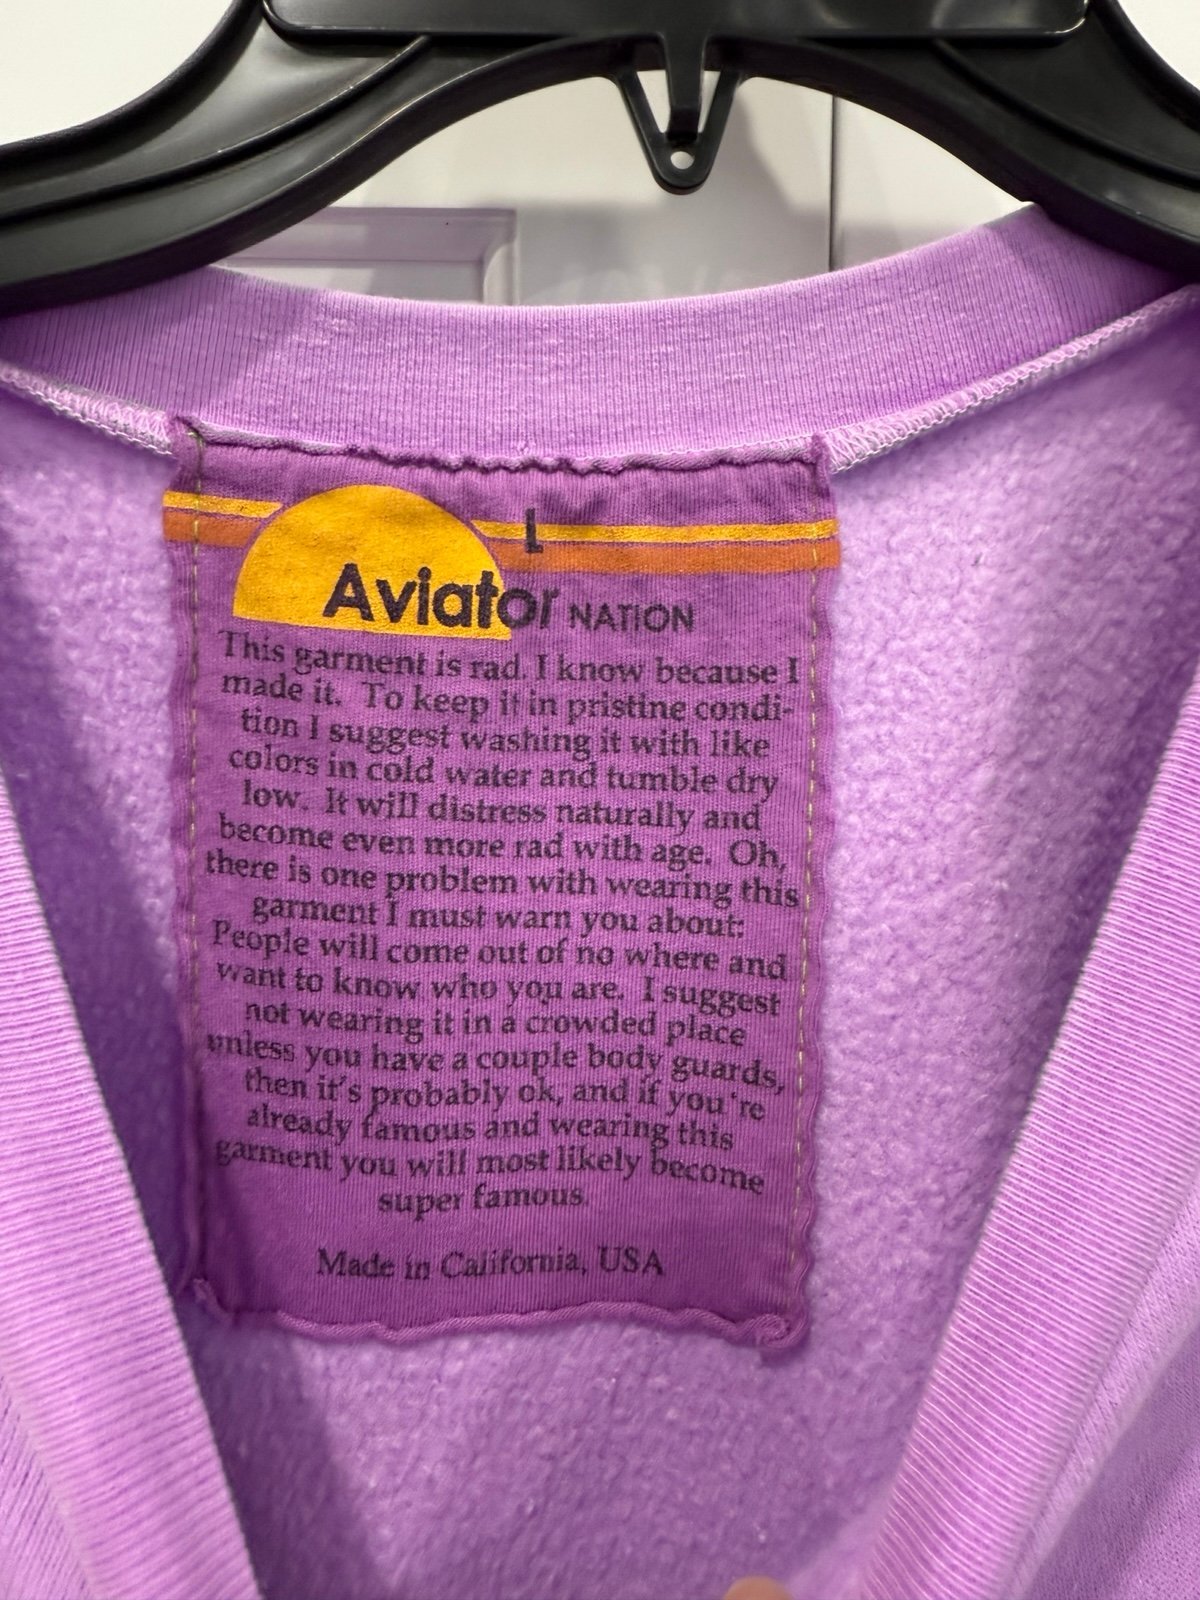 L
Aviator NATION
This garment is rad. I know because I
made it. To keep it in pristine condi-
tion I suggest washing it with like
colors in cold water and tumble dry
low. It will distress naturally and
become even more rad with age. Oh,
there is one problem with wearing this
garment I must warn you about:
People will come out of no where and
want to know who you are. I suggest
not wearing it in a crowded place
unless you have a couple body guards,
then it's probably ok, and if you're
already famous and wearing this
garment you will most likely become
super famous.
Made in California, USA